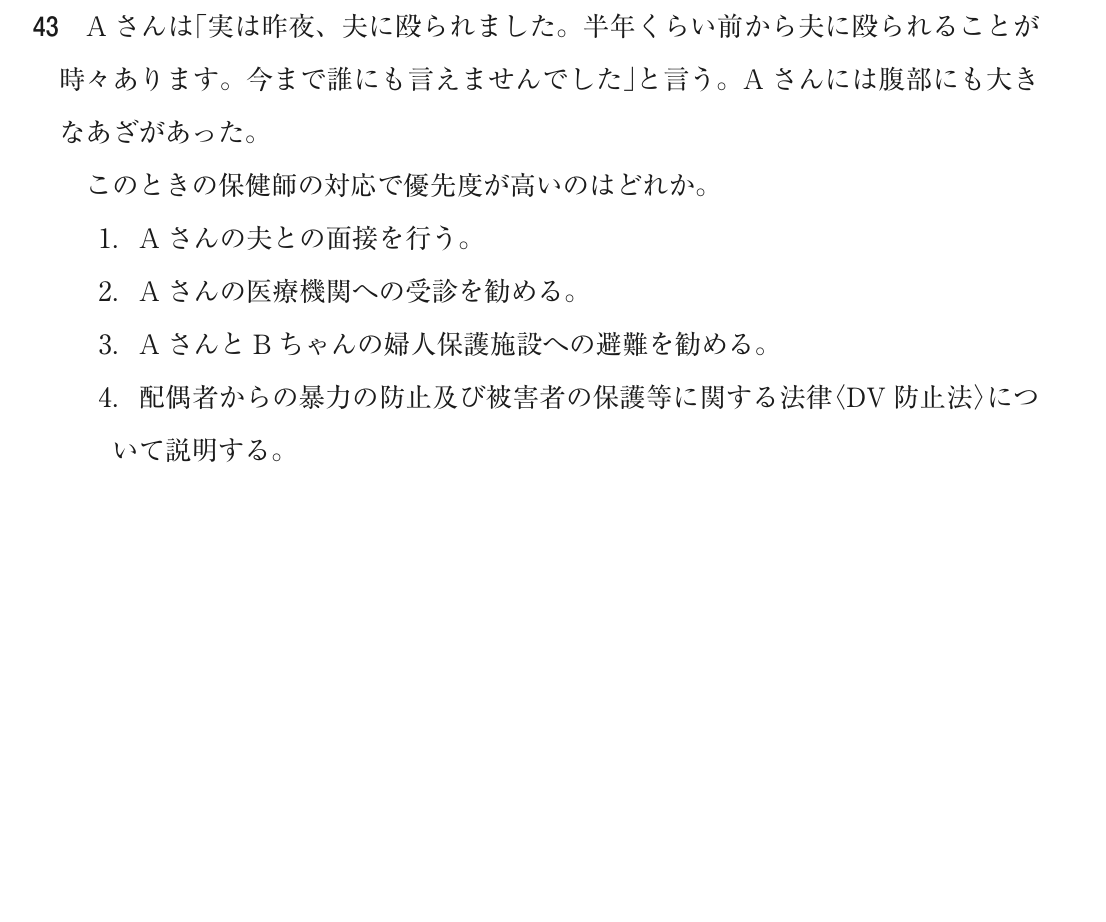 43 Aさんは「実は昨夜、夫に殴られました。半年くらい前から夫に殴られることが
時々あります。今まで誰にも言えませんでした」と言う。Aさんには腹部にも大き
なあざがあった。
このときの保健師の対応で優先度が高いのはどれか。
1. Aさんの夫との面接を行う。
2. Aさんの医療機関への受診を勧める。
3. AさんとBちゃんの婦人保護施設への避難を勧める。
4. 配偶者からの暴力の防止及び被害者の保護等に関する法律〈DV防止法〉につ
いて説明する。